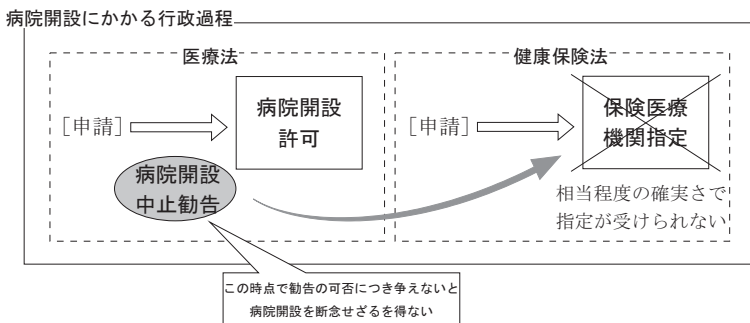 病院開設にかかる行政過程
医療法
［申請］
病院開設
許可
病院開設
中止勧告
健康保険法
［申請］
保険医療
機関指定
相当程度の確実さで
指定が受けられない
この時点で勧告の可否につき争えないと
病院開設を断念せざるを得ない